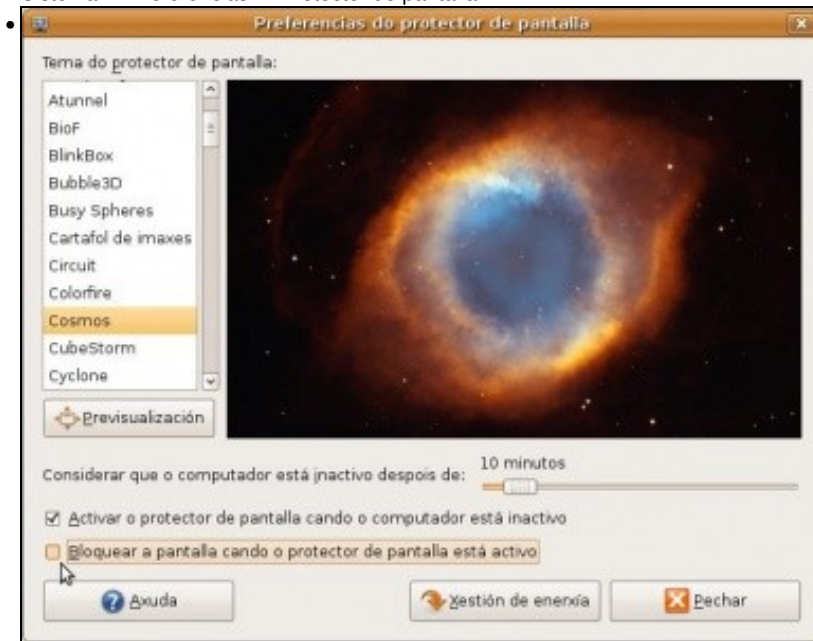 Preferencias do protector de pantalla
Tema do protector de pantalla:
Atunnel
BioF
BlinkBox
Bubble3D
Busy Spheres
Cartafol de imaxes
Circuit
Colorfire
Cosmos
CubeStorm
Cyclone
Previsualización
10 minutos
Considerar que o computador está inactivo despois de:
Activar o protector de pantalla cando o computador está inactivo
Bloquear a pantalla cando o protector de pantalla está activo
Axuda
Xestión de enerxía
Pechar